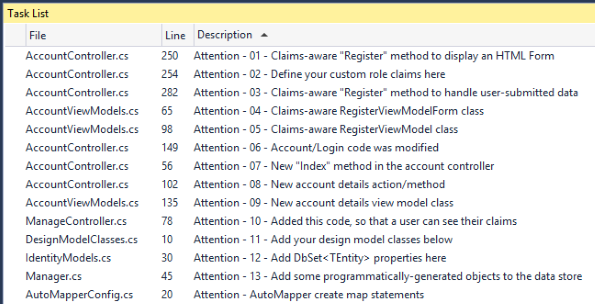 Task List
File Line Description
AccountController.cs 250 Attention - 01 - Claims-aware "Register" method to display an HTML Form
AccountController.cs 254 Attention - 02 - Define your custom role claims here
AccountController.cs 282 Attention - 03 - Claims-aware "Register" method to handle user-submitted data
AccountViewModels.cs 65 Attention - 04 - Claims-aware RegisterViewModelForm class
AccountViewModels.cs 98 Attention - 05 - Claims-aware RegisterViewModel class
AccountController.cs 149 Attention - 06 - Account/Login code was modified
AccountController.cs 56 Attention - 07 - New "Index" method in the account controller
AccountController.cs 102 Attention - 08 - New account details action/method
AccountViewModels.cs 135 Attention - 09 - New account details view model class
ManageController.cs 78 Attention - 10 - Added this code, so that a user can see their claims
DesignModelClasses.cs 10 Attention - 11 - Add your design model classes below
IdentityModels.cs 30 Attention - 12 - Add DbSet<TEntity> properties here
Manager.cs 45 Attention - 13 - Add some programmatically-generated objects to the data store
AutoMapperConfig.cs 20 Attention - AutoMapper create map statements